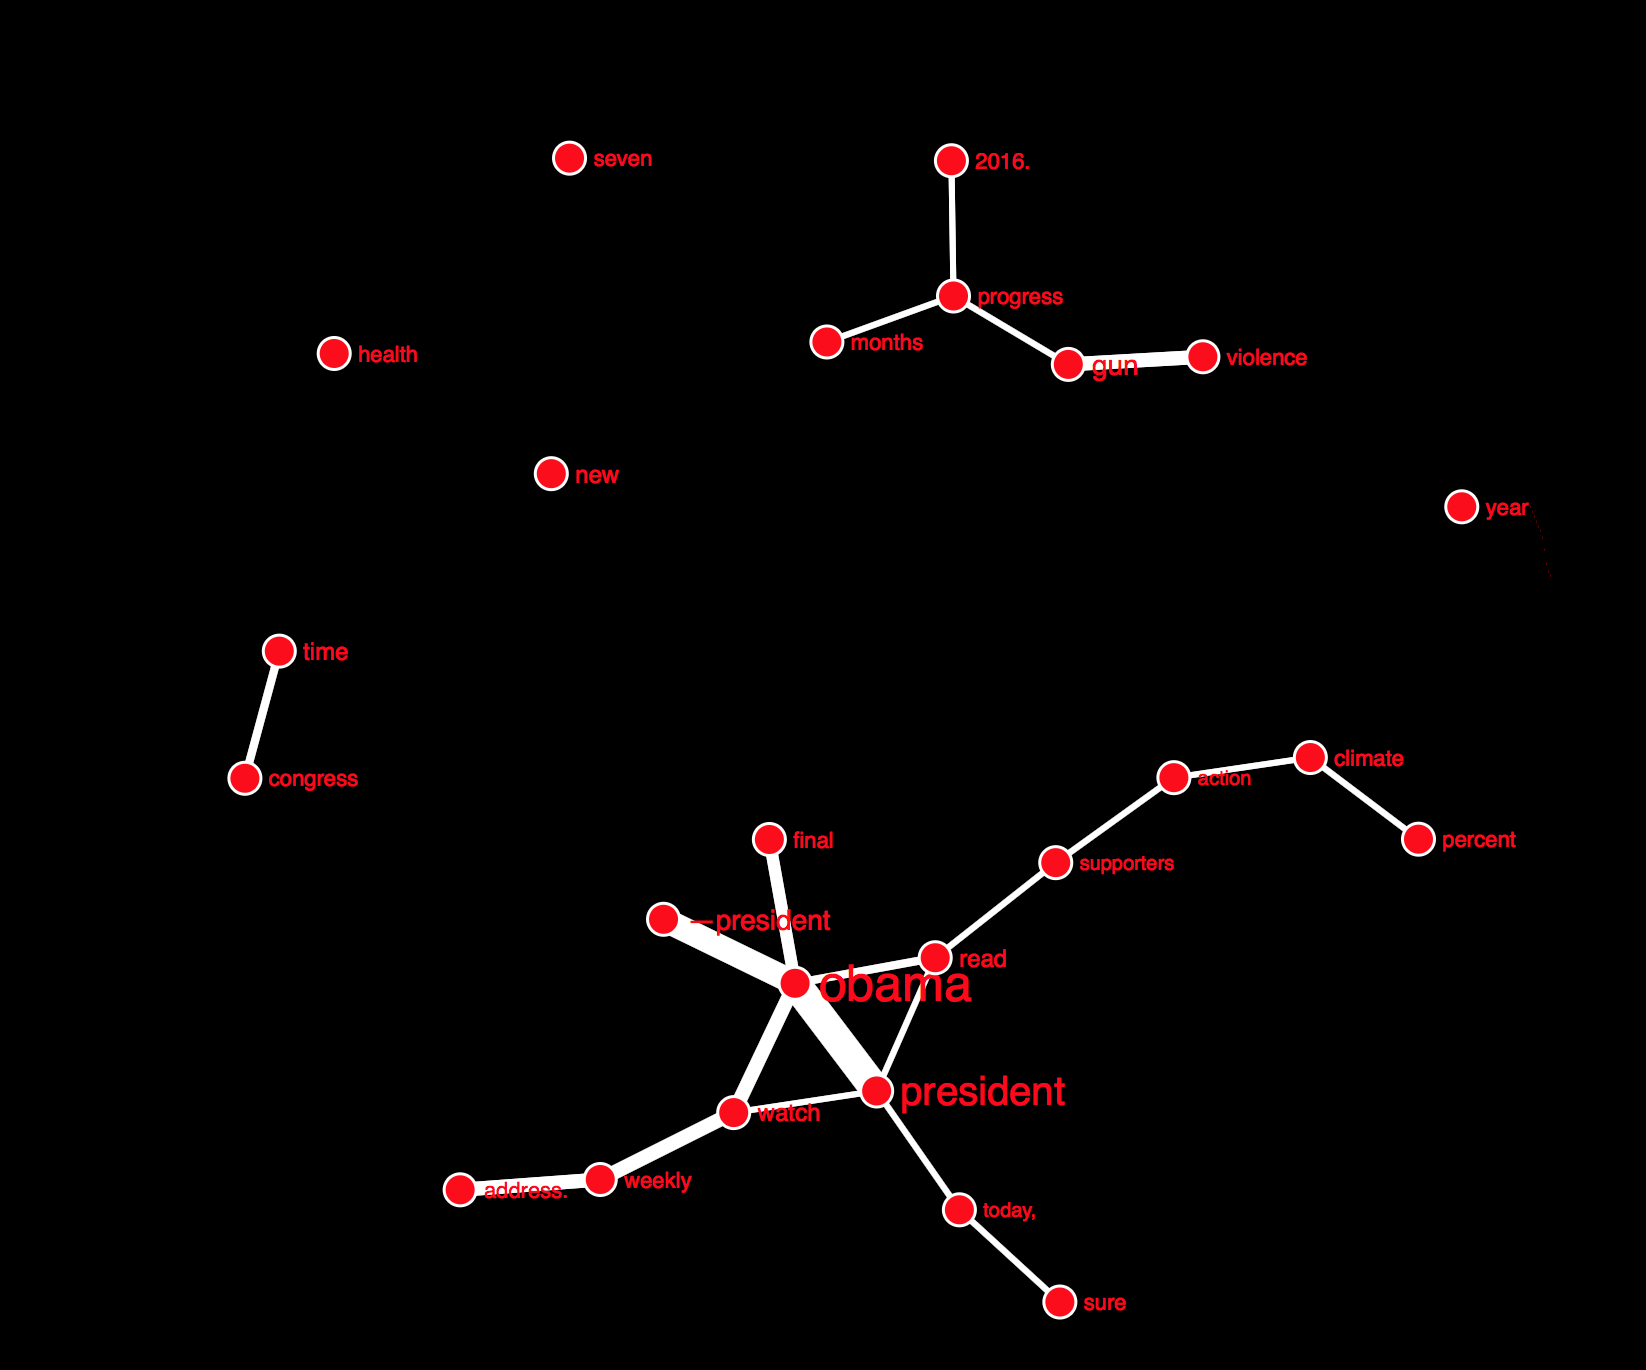 seven
2016.
progress
months
health
gun
violence
new
year
time
congress
climate
action
final
percent
supporters
—president
read
obama
president
watch
weekly
address.
today,
sure